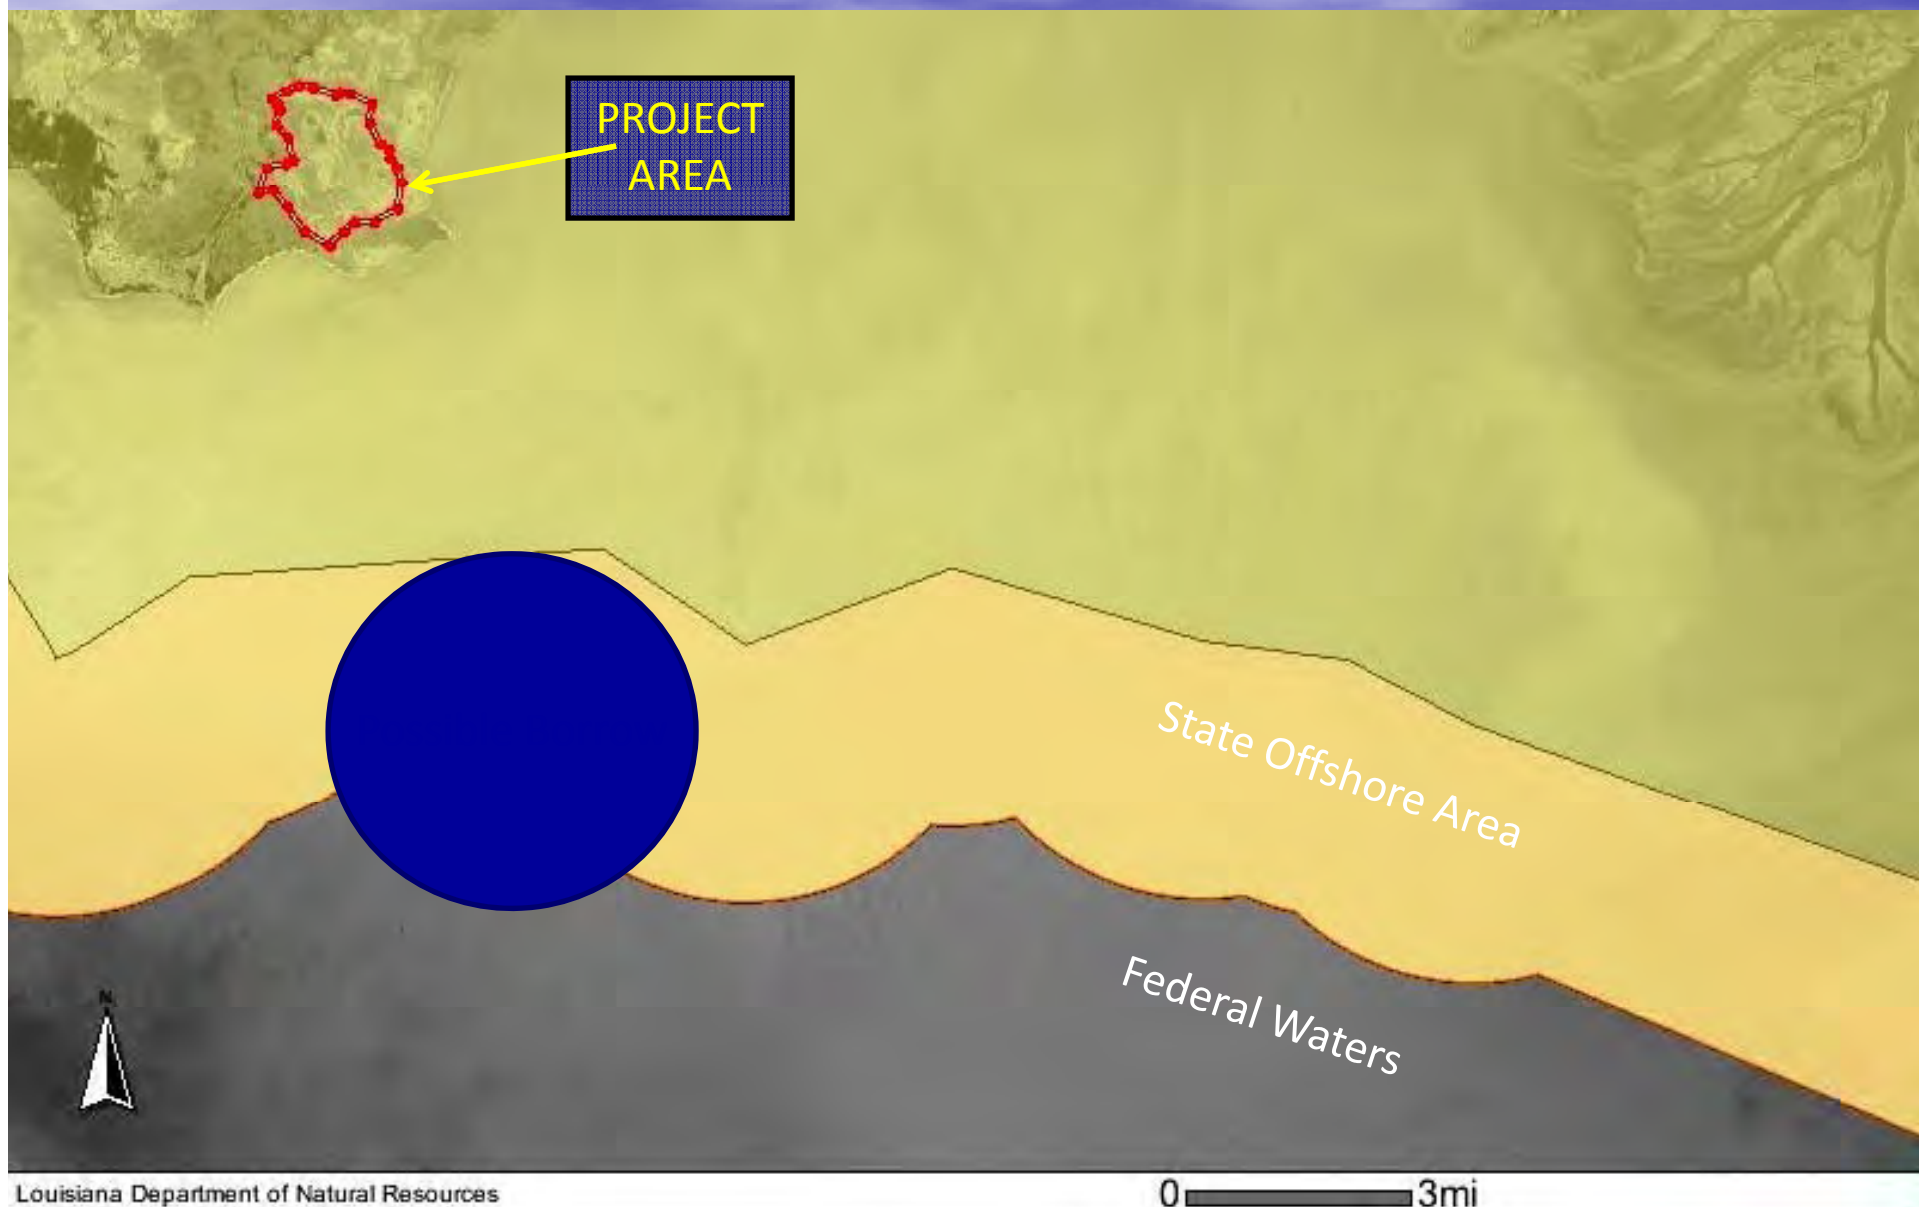 PROJECT
AREA
State Offshore Area
Federal Waters
N
Louisiana Department of Natural Resources
0 3mi